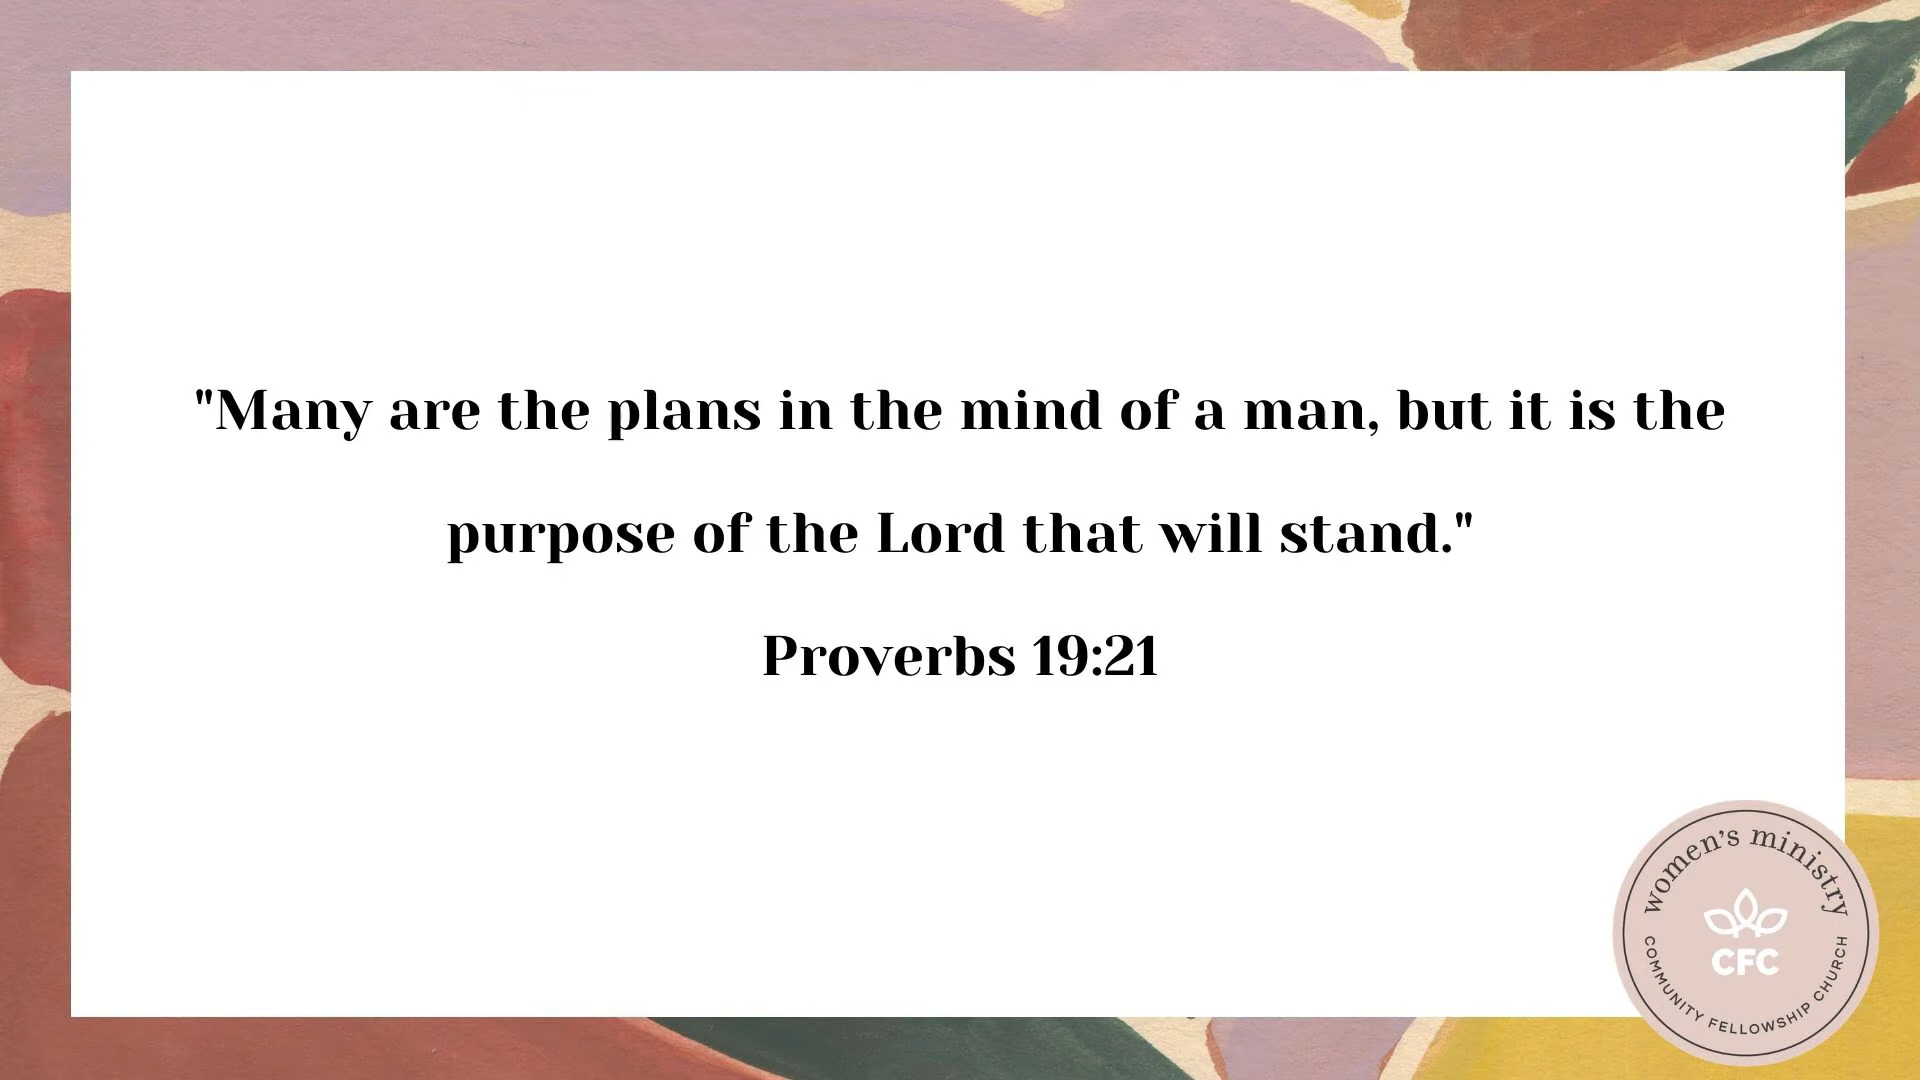 "Many are the plans in the mind of a man, but it is the
purpose of the Lord that will stand."
Proverbs 19:21
women's ministry
CFC
COMMUNITY FELLOWSHIP CHURCH